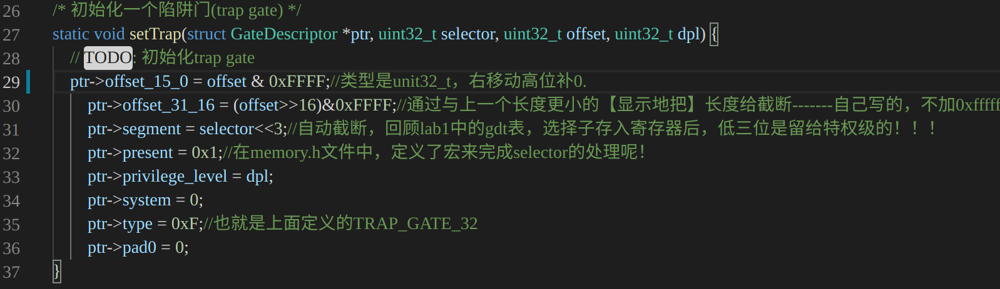 26 /* 初始化一个陷阱门(trap gate) */
27 static void setTrap(struct GateDescriptor *ptr, uint32_t selector, uint32_t offset, uint32_t dpl) {
28 // TODO: 初始化trap gate
29 ptr->offset_15_0 = offset & 0xFFFF;//类型是unit32_t，右移动高位补0.
30 ptr->offset_31_16 = (offset>>16)&0xFFFF;//通过与上一个长度更小的【显示地把】长度给截断-------自己写的，不加0xfffff
31 ptr->segment = selector<<3;//自动截断，回顾lab1中的gdt表，选择子存入寄存器后，低三位是留给特权级的！！！
32 ptr->present = 0x1;//在memory.h文件中，定义了宏来完成selector的处理呢！
33 ptr->privilege_level = dpl;
34 ptr->system = 0;
35 ptr->type = 0xF;//也就是上面定义的TRAP_GATE_32
36 ptr->pad0 = 0;
37 }